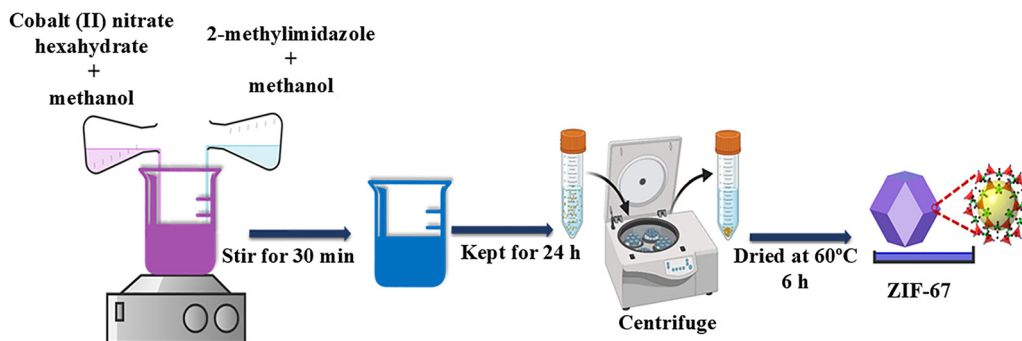 Cobalt (II) nitrate
hexahydrate
+
methanol
2-methylimidazole
+
methanol
Stir for 30 min
Kept for 24 h
Centrifuge
Dried at 60ºC
6 h
ZIF-67